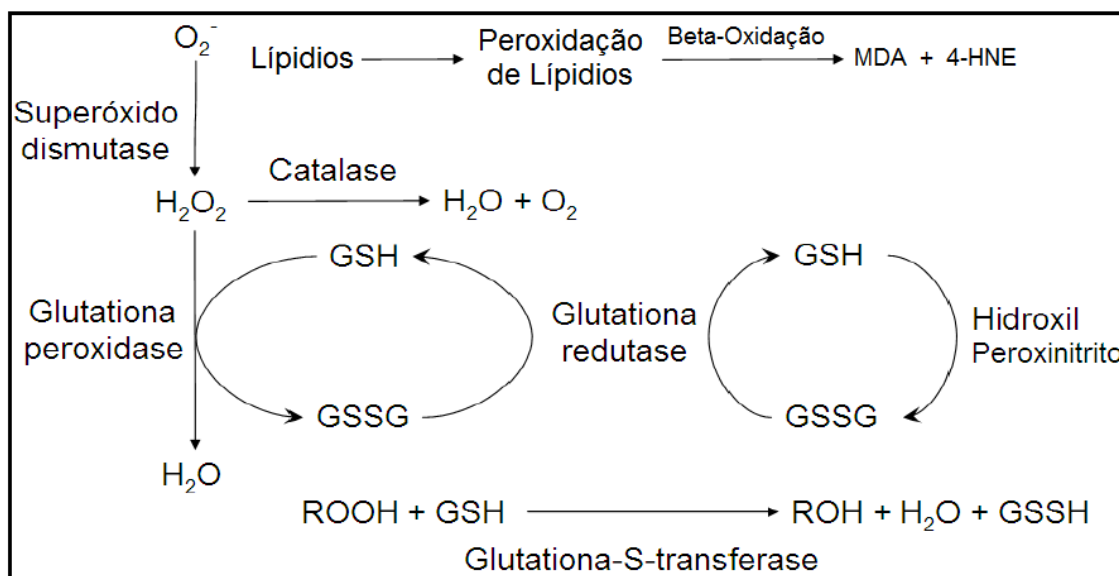 O₂⁻
Lípidios
Peroxidação
de Lípidios
Beta-Oxidação
MDA + 4-HNE
Superóxido
dismutase
H₂O₂
Catalase
H₂O + O₂
GSH
GSH
Glutationa
peroxidase
Glutationa
redutase
Hidroxil
Peroxinitrito
GSSG
GSSG
H₂O
ROOH + GSH
ROH + H₂O + GSSH
Glutationa-S-transferase